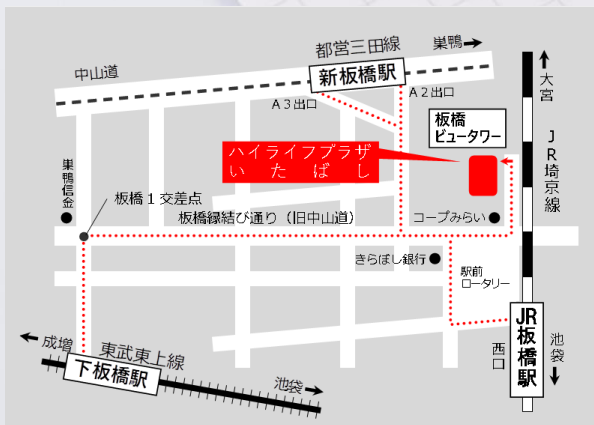 都営三田線
巣鴨
中山道
新板橋駅
A3出口
A2出口
大宮
板橋
ビュータワー
JR埼京線
ハイライフプラザ
いたばし
巣鴨信金
板橋1交差点
板橋縁結び通り（旧中山道）
コープみらい
きらぼし銀行
駅前
ロータリー
JR板橋駅
西口
池袋
成増
東武東上線
下板橋駅
池袋